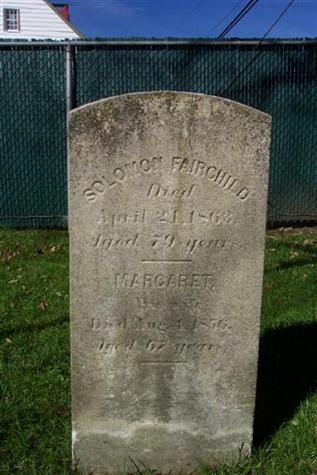 SOLOMON FAIRCHILD
Died
April 21, 1863.
Aged 79 years.
MARGARET,
Died Aug. 1, 1856.
Aged 67 years